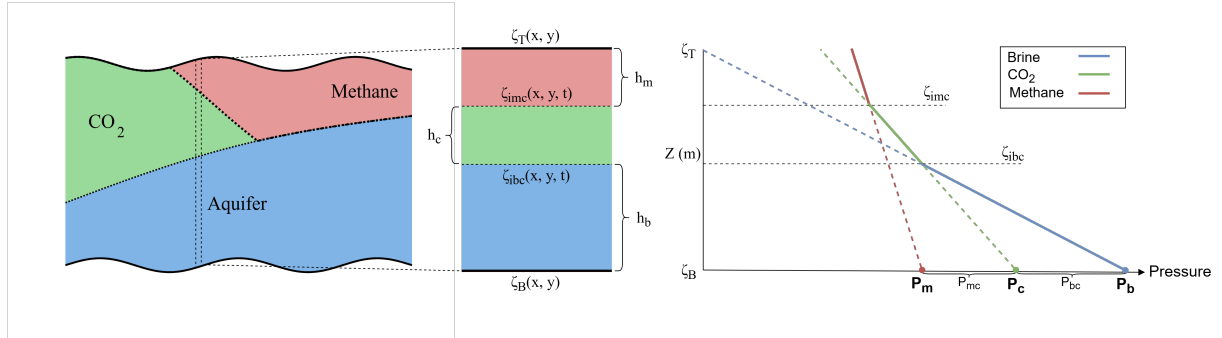 CO₂
Methane
Aquifer
ζT(x, y)
ζimc(x, y, t)
ζibc(x, y, t)
ζB(x, y)
hm
hc
hb
ζT
Z (m)
ζB
ζimc
ζibc
Brine
CO₂
Methane
Pm
Pmc
Pc
Pbc
Pb
Pressure